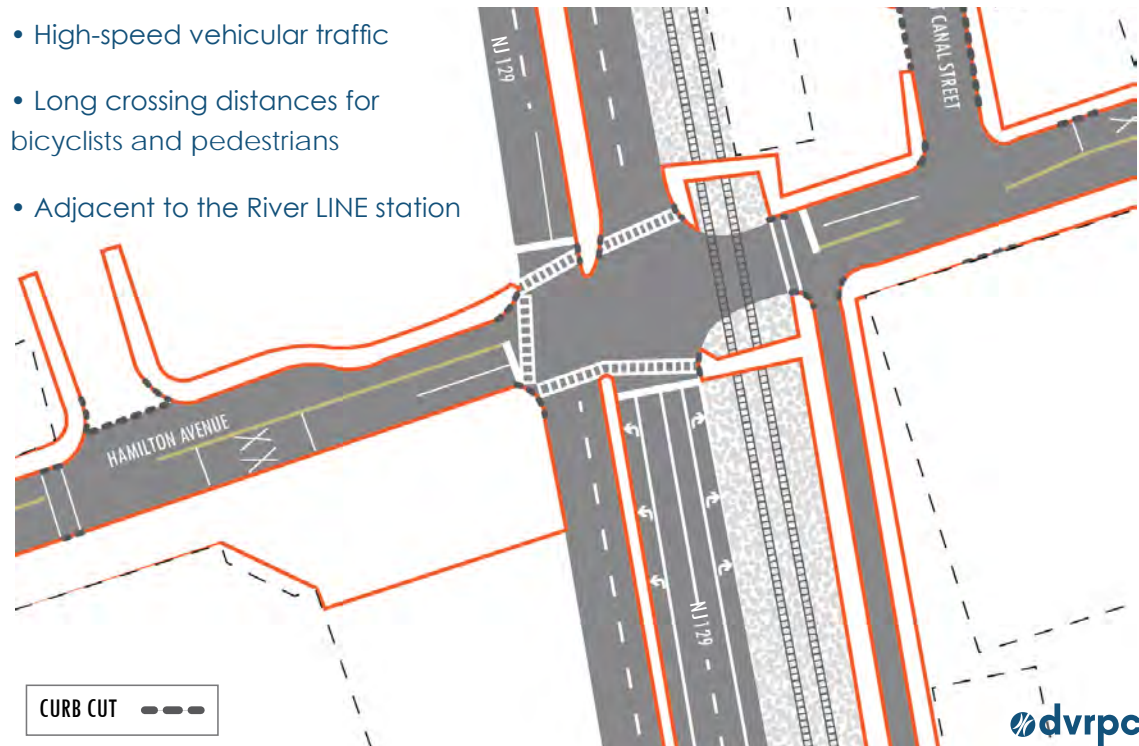 • High-speed vehicular traffic
• Long crossing distances for
bicyclists and pedestrians
• Adjacent to the River LINE station
NJ 129
CANAL STREET
HAMILTON AVENUE
NJ 129
CURB CUT
dvrpc